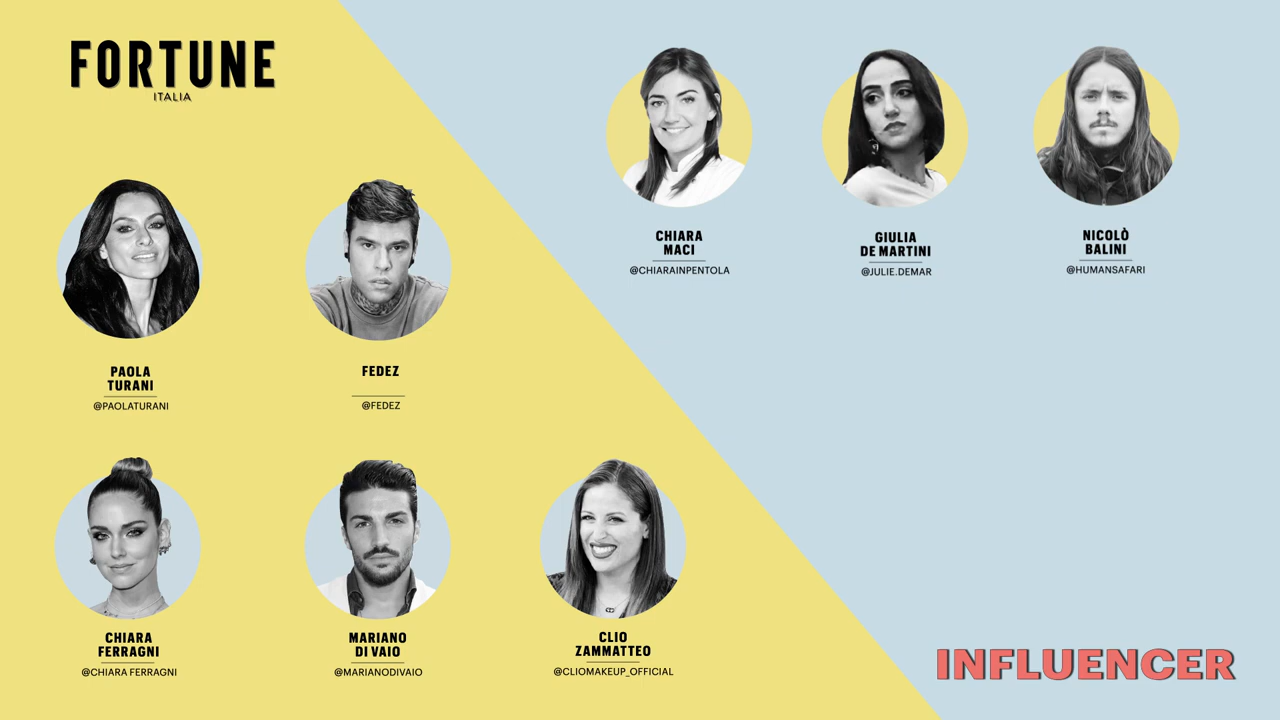 FORTUNE
ITALIA
CHIARA
MACI
@CHIARAINPENTOLA
GIULIA
DE MARTINI
@JULIE.DEMAR
NICOLÒ
BALINI
@HUMANSAFARI
PAOLA
TURANI
@PAOLATURANI
FEDEZ
@FEDEZ
CHIARA
FERRAGNI
@CHIARA FERRAGNI
MARIANO
DI VAIO
@MARIANODIVAIO
CLIO
ZAMMATTEO
@CLIOMAKEUP_OFFICIAL
INFLUENCER